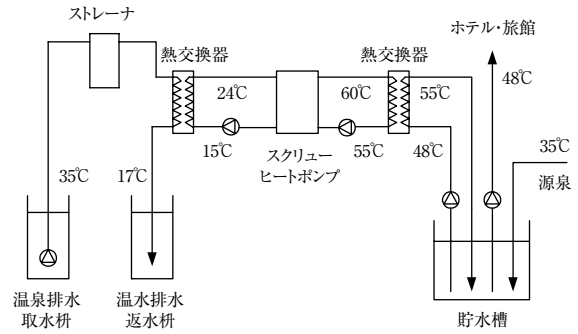 ストレーナ
ホテル・旅館
熱交換器
熱交換器
48℃
24℃
60℃
55℃
15℃
スクリュー
ヒートポンプ
55℃
48℃
35℃
源泉
35℃
17℃
温泉排水
取水枡
温水排水
返水枡
貯水槽